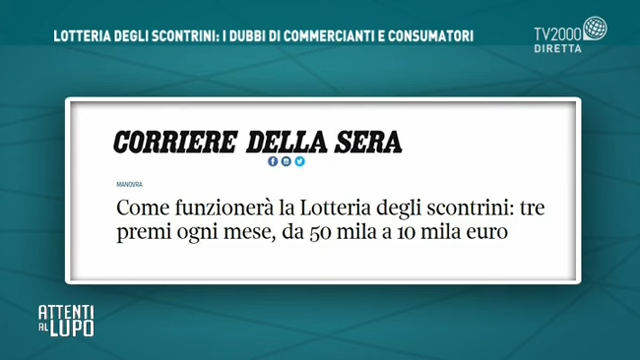 LOTTERIA DEGLI SCONTRINI: I DUBBI DI COMMERCIANTI E CONSUMATORI
TV2000
DIRETTA
CORRIERE DELLA SERA
MANOVRA
Come funzionerà la Lotteria degli scontrini: tre
premi ogni mese, da 50 mila a 10 mila euro
ATTENTI
AL LUPO